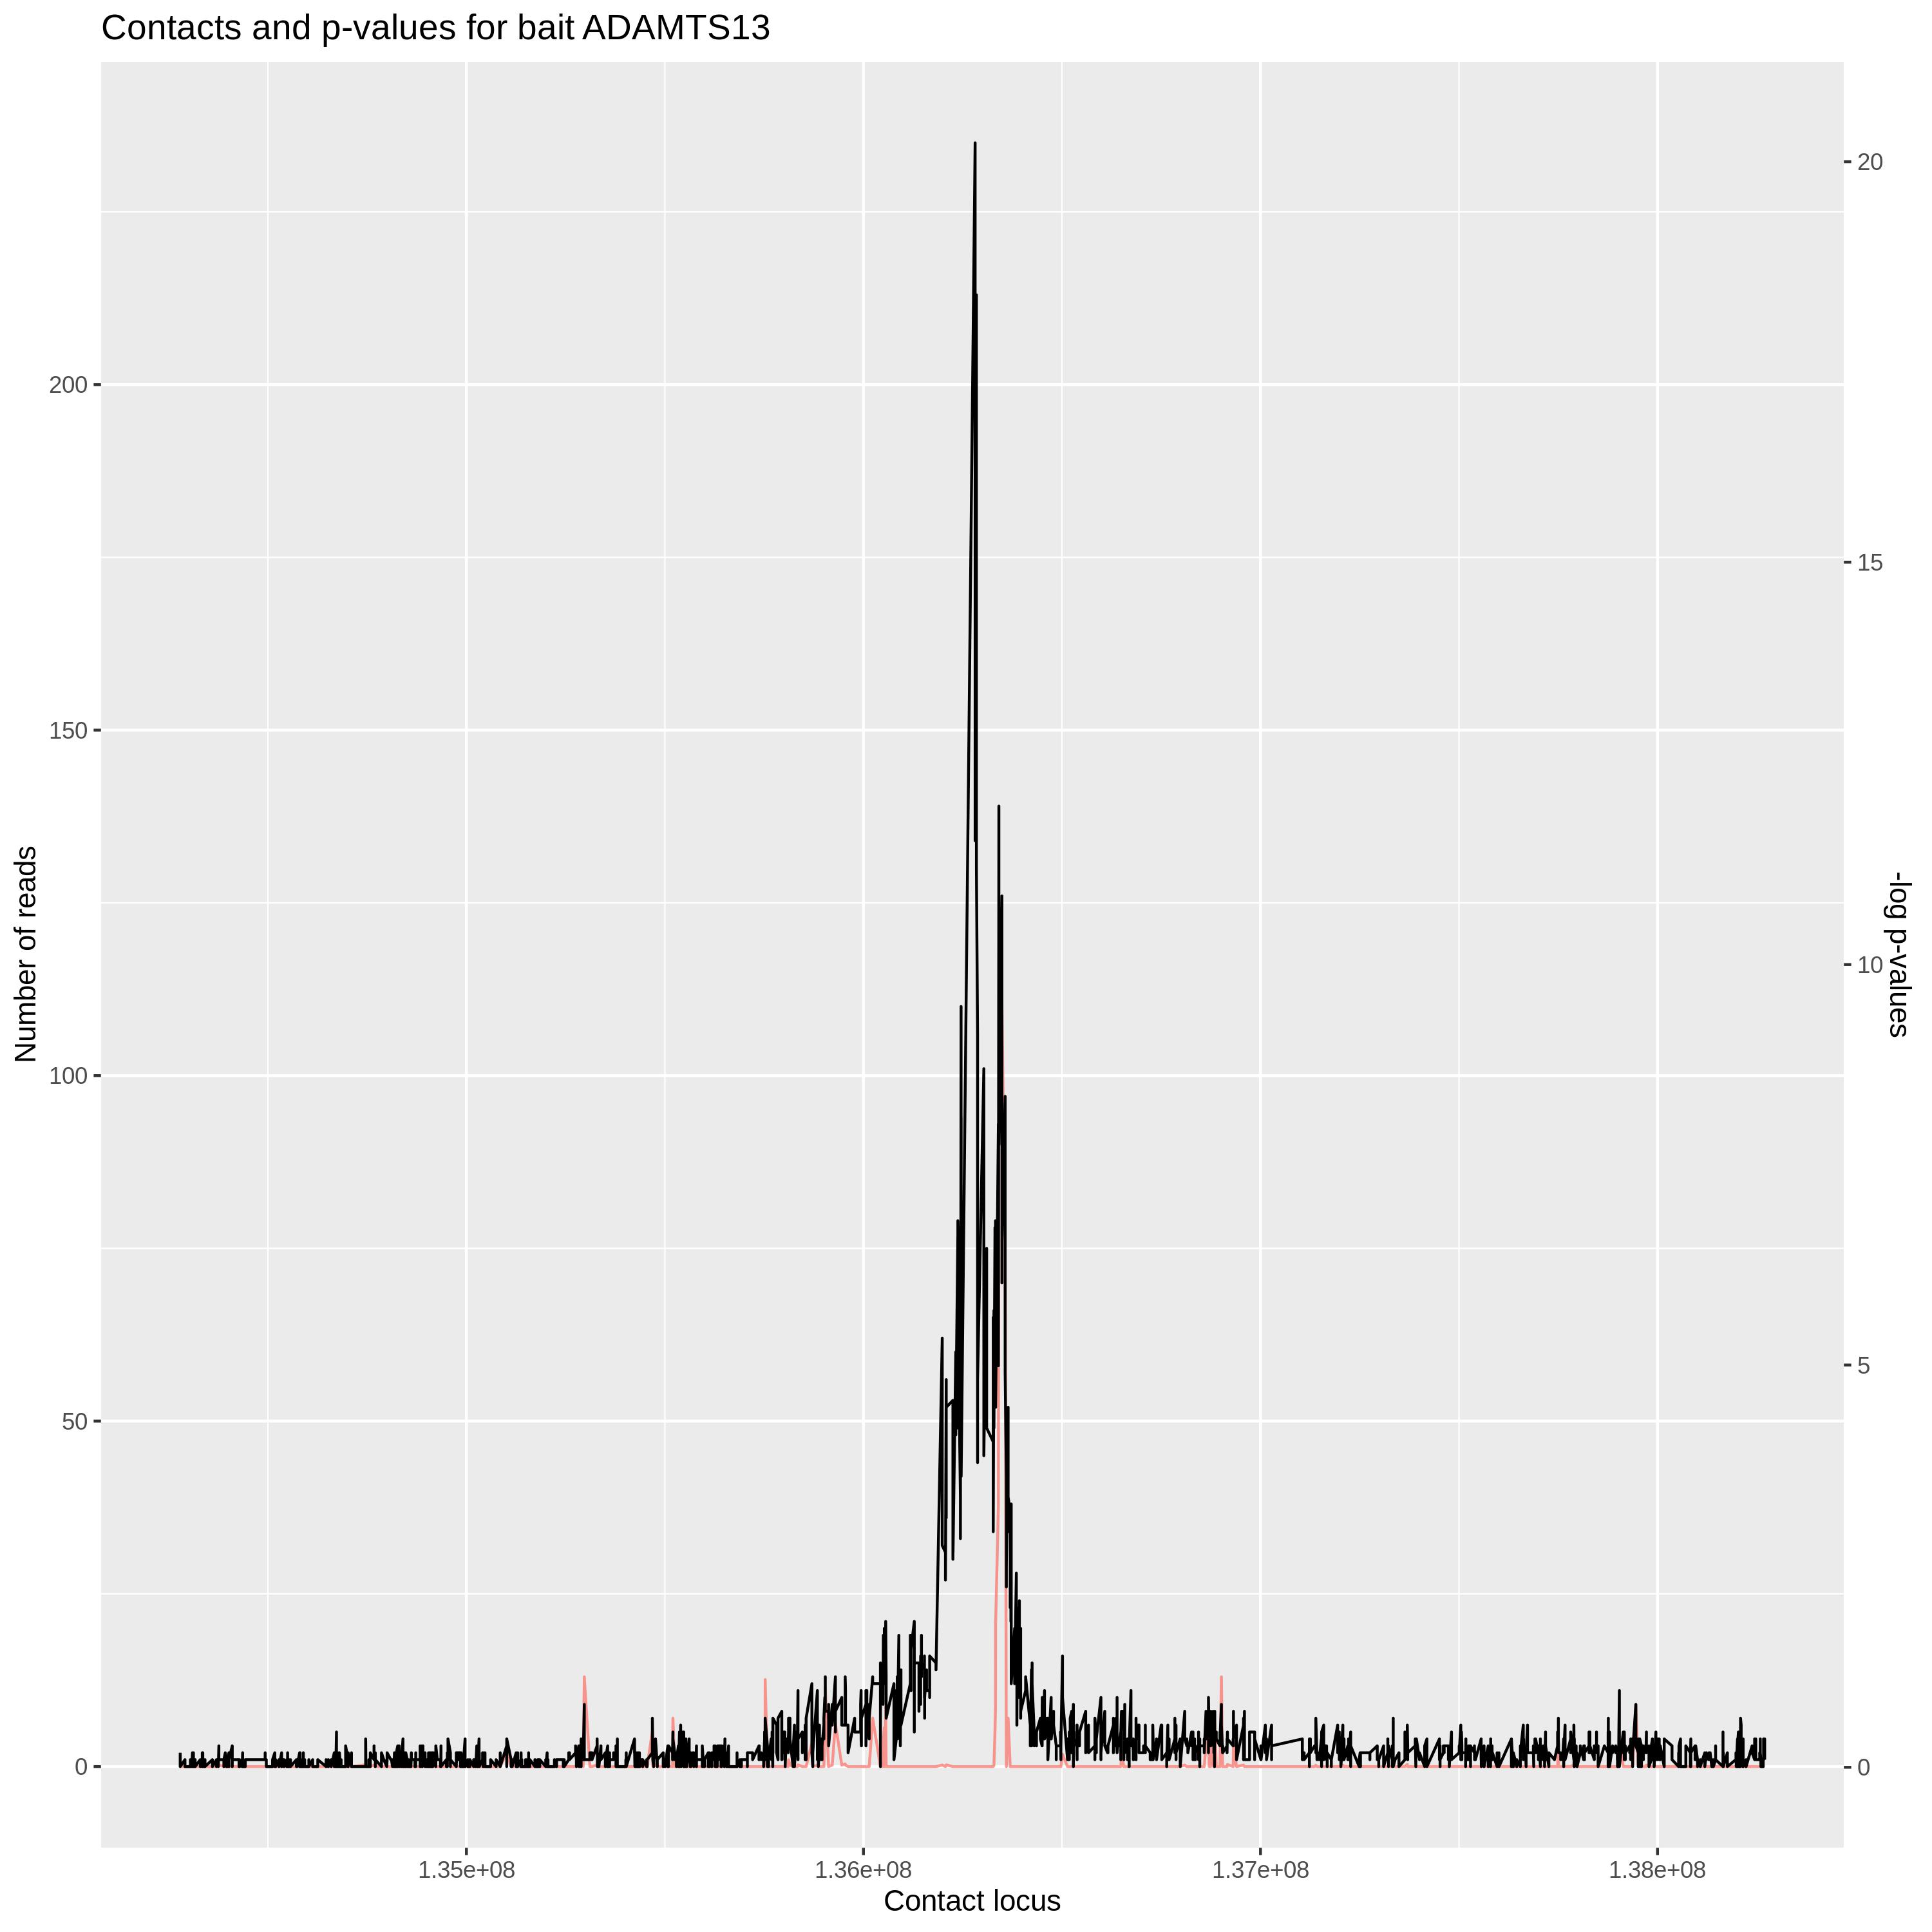 Contacts and p-values for bait ADAMTS13
Number of reads
200
150
100
50
0
20
15
10
5
0
-log p-values
1.35e+08
1.36e+08
1.37e+08
1.38e+08
Contact locus